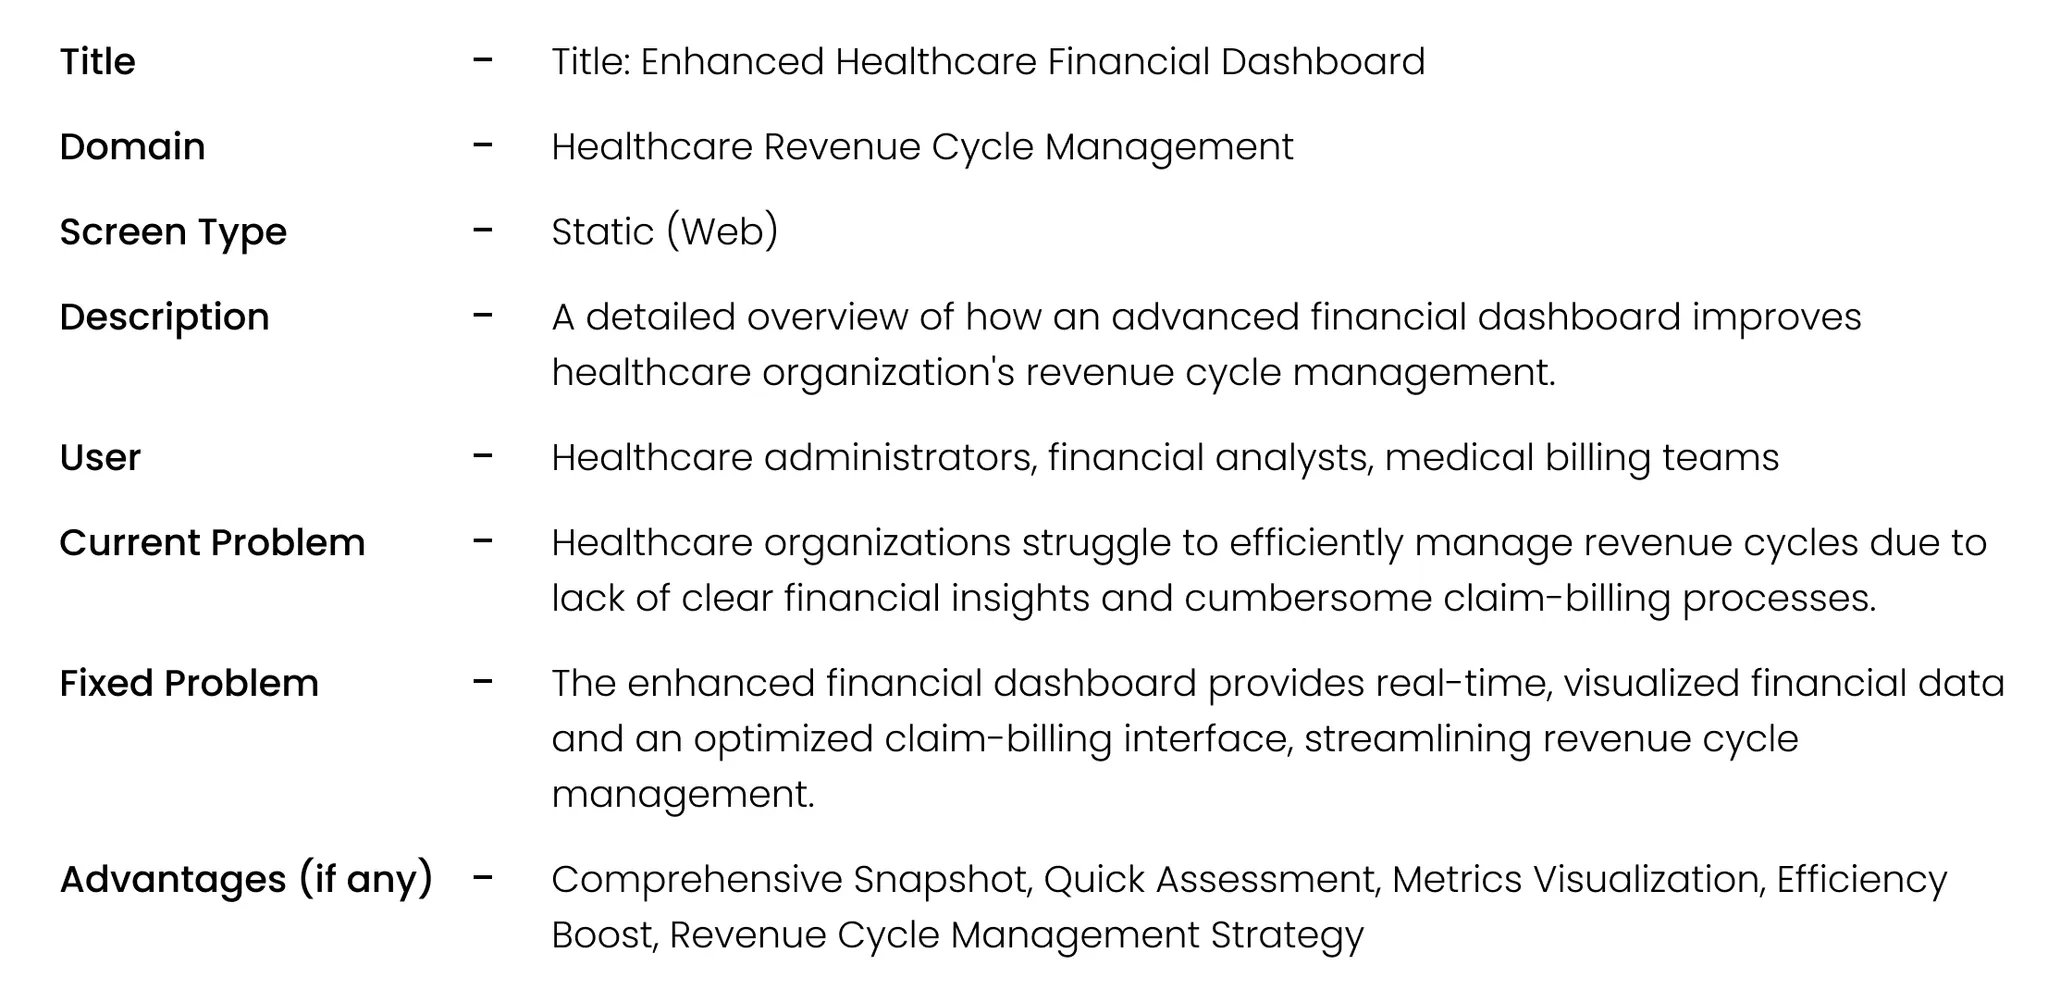 Title – Title: Enhanced Healthcare Financial Dashboard
Domain – Healthcare Revenue Cycle Management
Screen Type – Static (Web)
Description – A detailed overview of how an advanced financial dashboard improves
healthcare organization's revenue cycle management.
User – Healthcare administrators, financial analysts, medical billing teams
Current Problem – Healthcare organizations struggle to efficiently manage revenue cycles due to
lack of clear financial insights and cumbersome claim-billing processes.
Fixed Problem – The enhanced financial dashboard provides real-time, visualized financial data
and an optimized claim-billing interface, streamlining revenue cycle
management.
Advantages (if any) – Comprehensive Snapshot, Quick Assessment, Metrics Visualization, Efficiency
Boost, Revenue Cycle Management Strategy